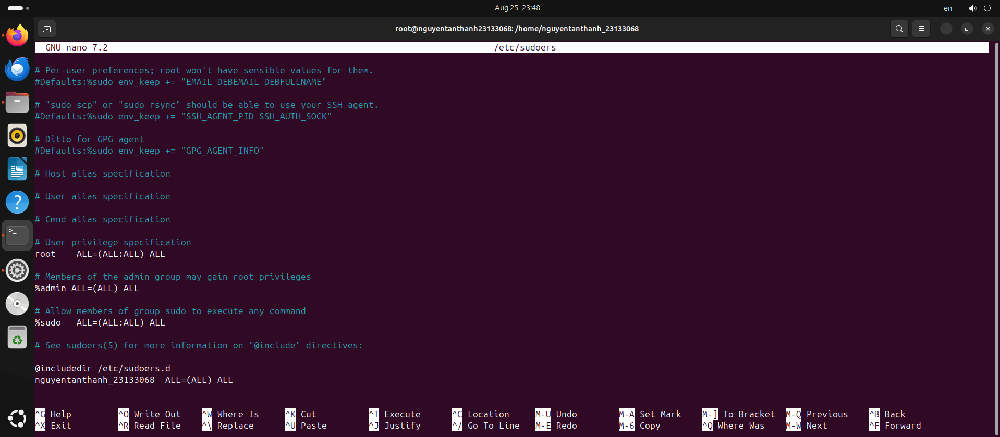 Aug 25 23:48
en
root@nguyentanthanh23133068: /home/nguyentanthanh_23133068
GNU nano 7.2 /etc/sudoers
# Per-user preferences; root won't have sensible values for them.
#Defaults:%sudo env_keep += "EMAIL DEBEMAIL DEBFULLNAME"
# "sudo scp" or "sudo rsync" should be able to use your SSH agent.
#Defaults:%sudo env_keep += "SSH_AGENT_PID SSH_AUTH_SOCK"
# Ditto for GPG agent
#Defaults:%sudo env_keep += "GPG_AGENT_INFO"
# Host alias specification
# User alias specification
# Cmnd alias specification
# User privilege specification
root    ALL=(ALL:ALL) ALL
# Members of the admin group may gain root privileges
%admin ALL=(ALL) ALL
# Allow members of group sudo to execute any command
%sudo   ALL=(ALL:ALL) ALL
# See sudoers(5) for more information on "@include" directives:
@includedir /etc/sudoers.d
nguyentanthanh_23133068  ALL=(ALL) ALL
^G Help ^O Write Out ^W Where Is ^K Cut ^T Execute ^C Location M-U Undo M-A Set Mark M-] To Bracket M-Q Previous ^B Back
^X Exit ^R Read File ^\ Replace ^U Paste ^J Justify ^/ Go To Line M-E Redo M-6 Copy ^Q Where Was M-W Next ^F Forward